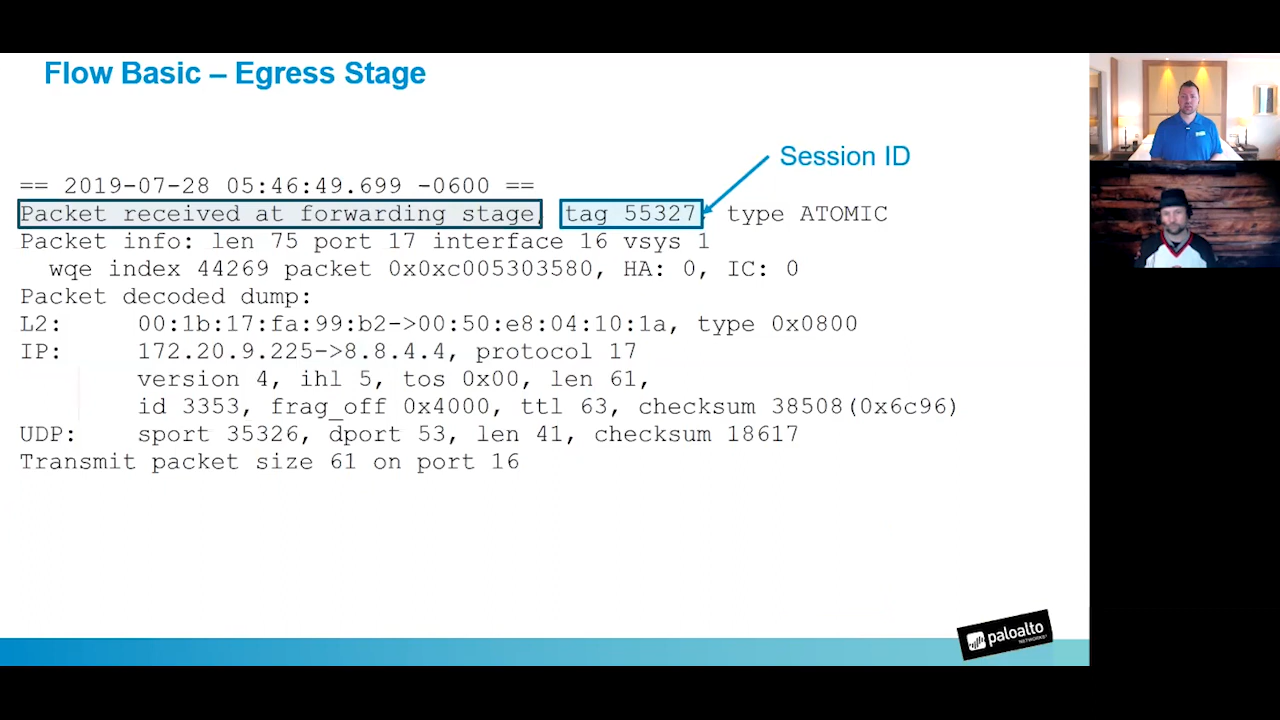 Flow Basic – Egress Stage
Session ID
== 2019-07-28 05:46:49.699 -0600 ==
Packet received at forwarding stage, tag 55327, type ATOMIC
Packet info: len 75 port 17 interface 16 vsys 1
wqe index 44269 packet 0x0xc005303580, HA: 0, IC: 0
Packet decoded dump:
L2: 00:1b:17:fa:99:b2->00:50:e8:04:10:1a, type 0x0800
IP: 172.20.9.225->8.8.4.4, protocol 17
version 4, ihl 5, tos 0x00, len 61,
id 3353, frag_off 0x4000, ttl 63, checksum 38508(0x6c96)
UDP: sport 35326, dport 53, len 41, checksum 18617
Transmit packet size 61 on port 16
paloalto
NETWORKS